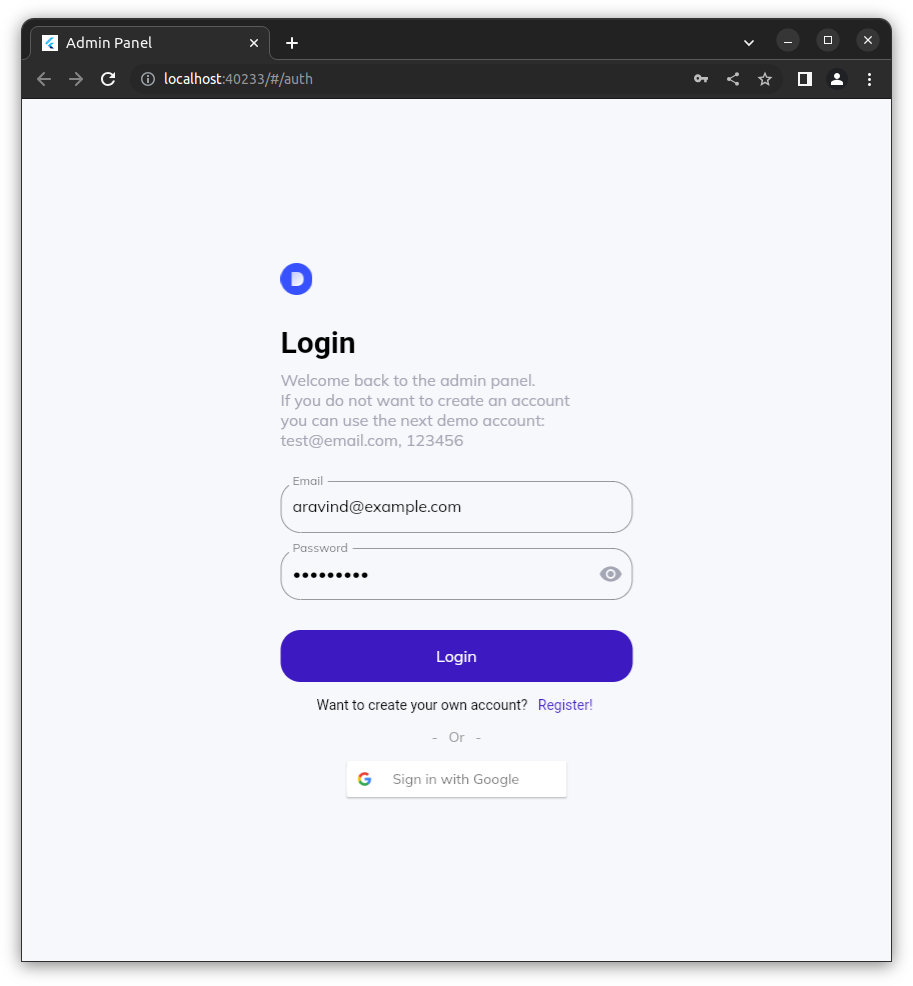 Admin Panel
localhost:40233/#/auth
D
Login
Welcome back to the admin panel.
If you do not want to create an account
you can use the next demo account:
test@email.com, 123456
Email
aravind@example.com
Password
•••••••••
Login
Want to create your own account? Register!
- Or -
G Sign in with Google